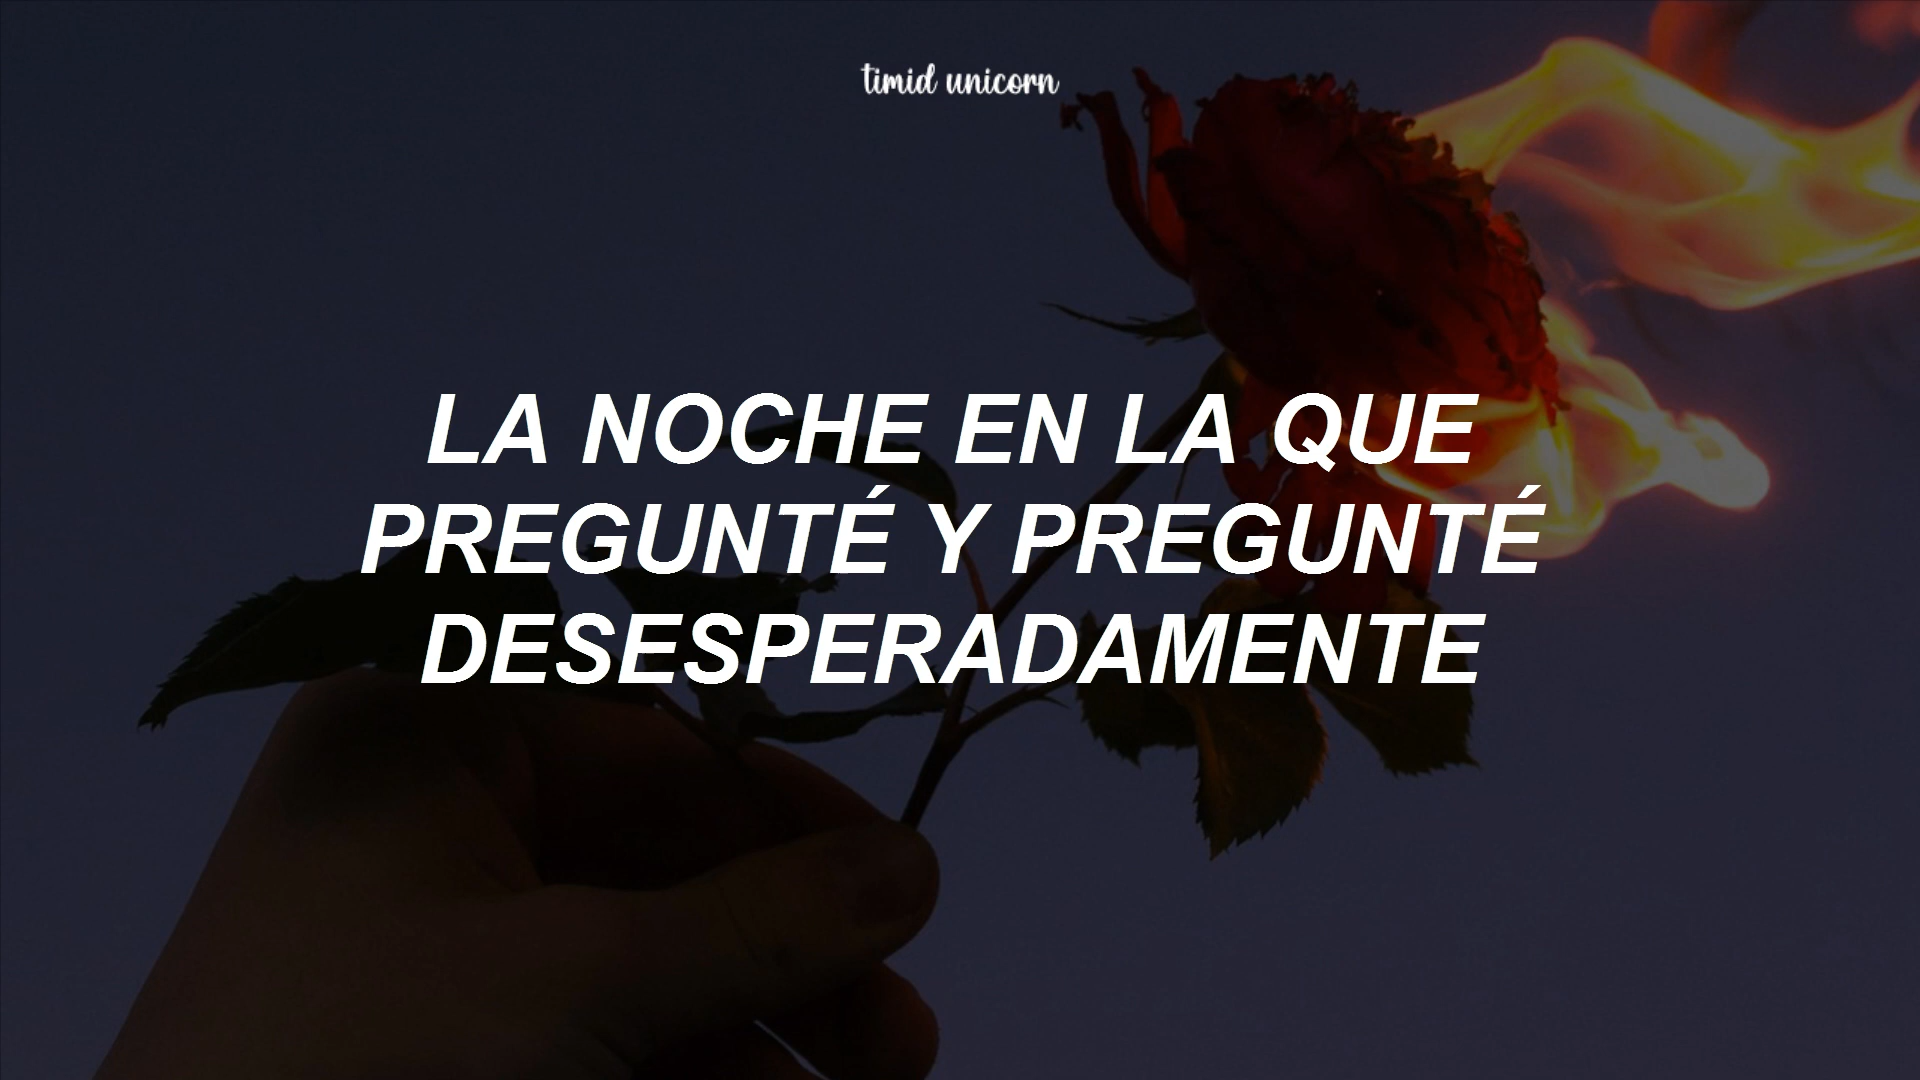 timid unicorn
LA NOCHE EN LA QUE
PREGUNTÉ Y PREGUNTÉ
DESESPERADAMENTE